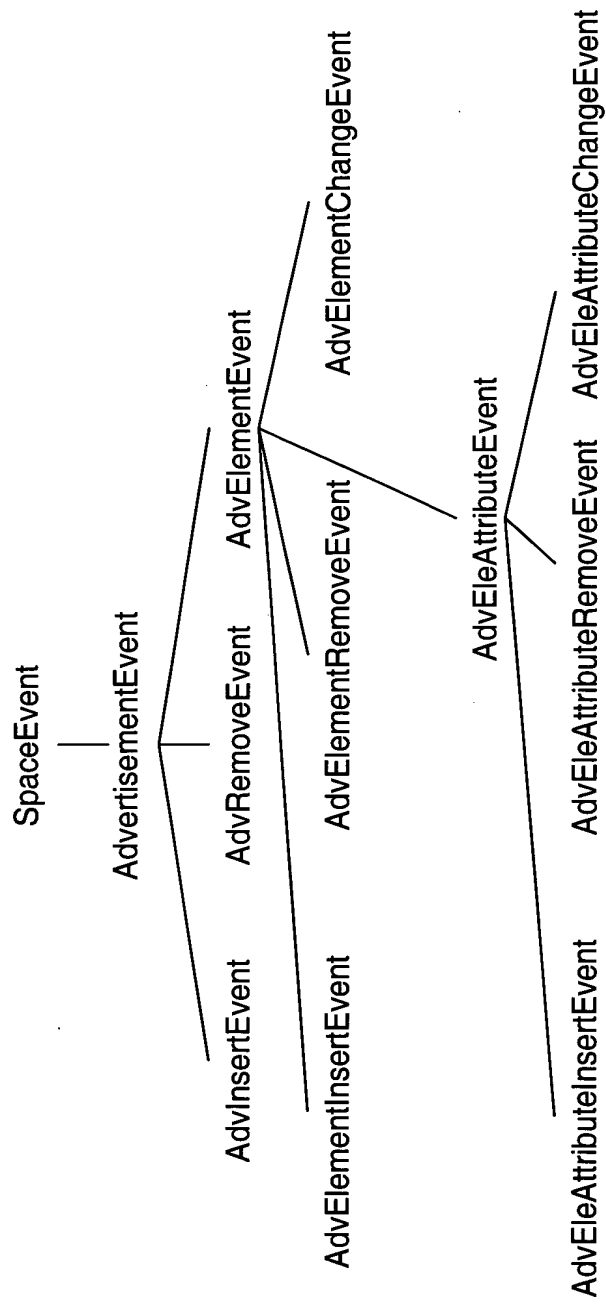 SpaceEvent
AdvertisementEvent
AdvInsertEvent AdvRemoveEvent AdvElementEvent
AdvElementInsertEvent AdvElementRemoveEvent AdvElementChangeEvent
AdvEleAttributeEvent
AdvEleAttributeInsertEvent AdvEleAttributeRemoveEvent AdvEleAttributeChangeEvent